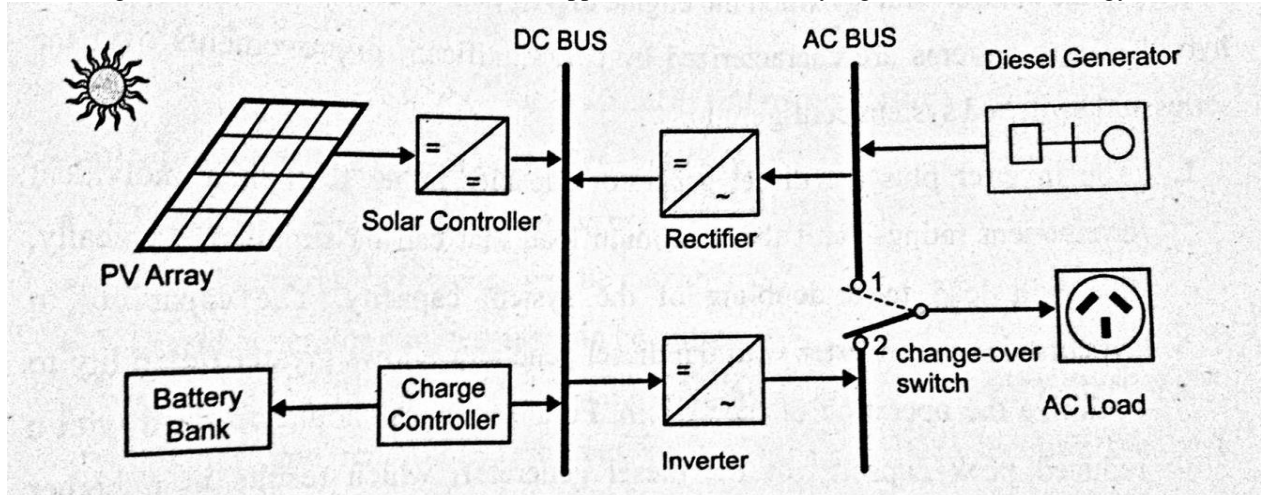 DC BUS
AC BUS
Diesel Generator
=
=
Solar Controller
=
~
Rectifier
PV Array
1
2
change-over
switch
AC Load
Battery
Bank
Charge
Controller
=
~
Inverter